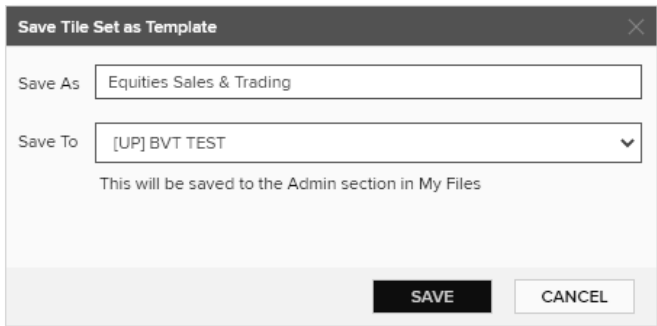 Save Tile Set as Template
Save As Equities Sales & Trading
Save To [UP] BVT TEST
This will be saved to the Admin section in My Files
SAVE CANCEL